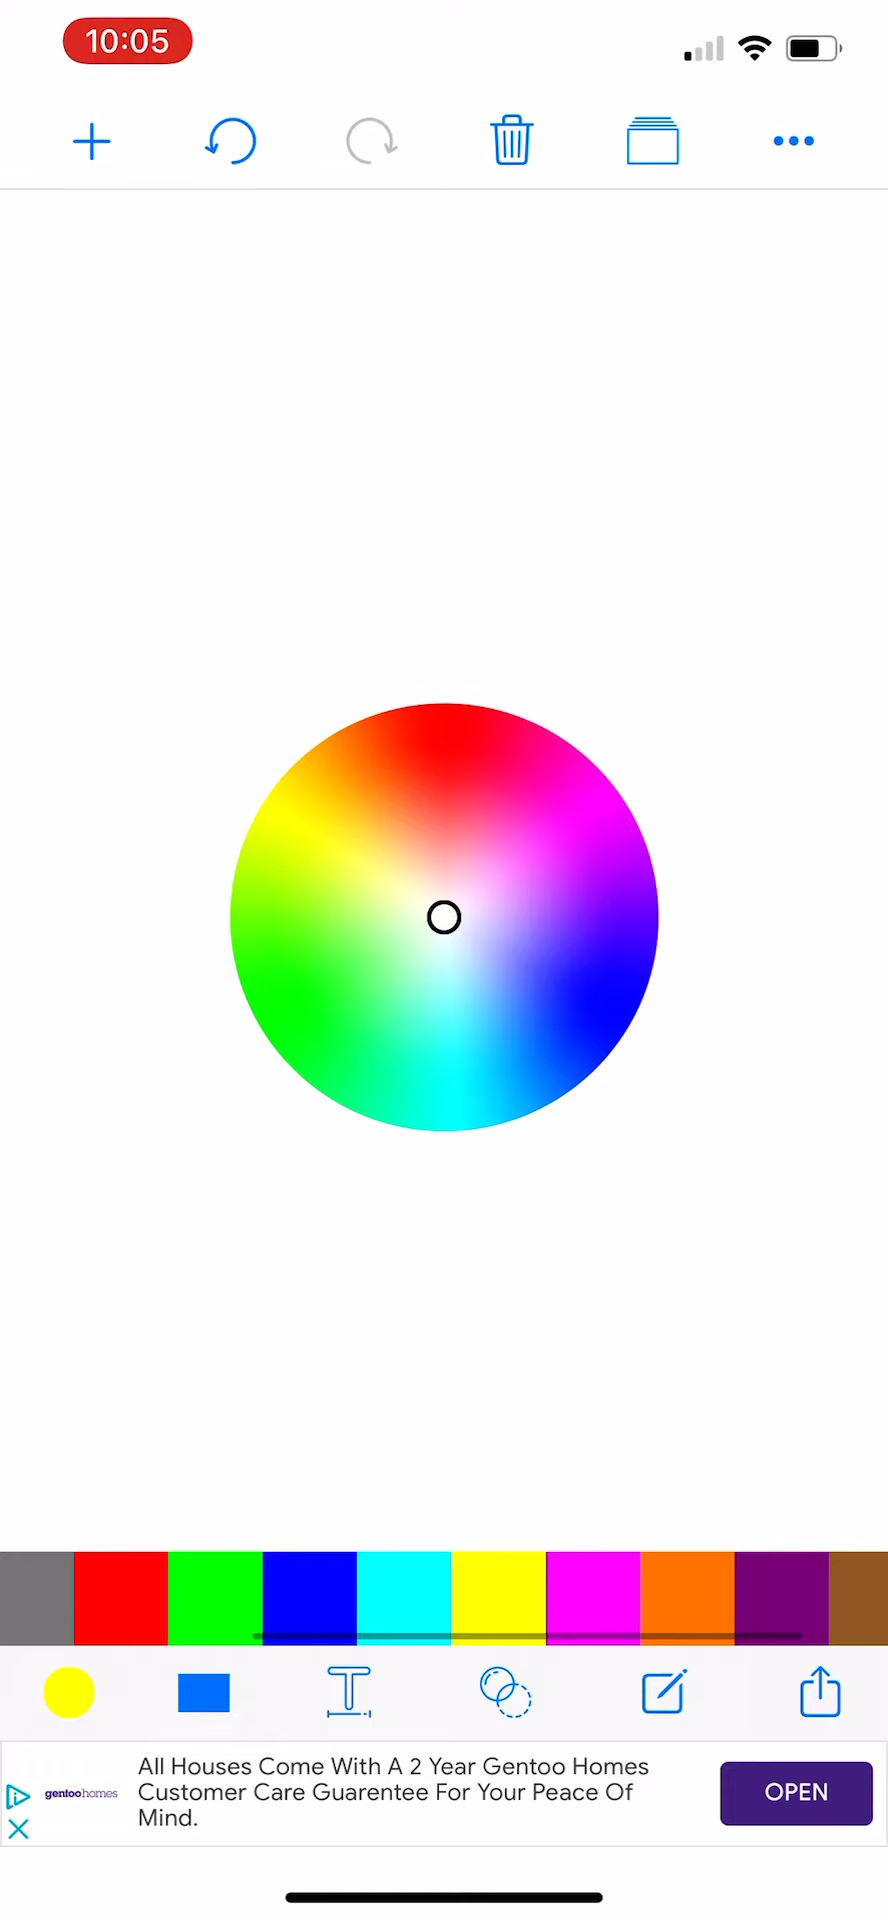 10:05
gentoohomes
All Houses Come With A 2 Year Gentoo Homes
Customer Care Guarentee For Your Peace Of
Mind.
OPEN